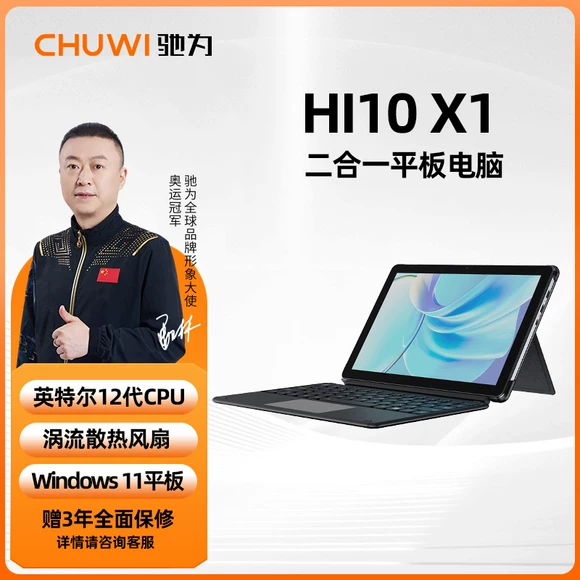 CHUWI 驰为
HI10 X1
二合一平板电脑
驰为全球品牌形象大使
奥运冠军
英特尔12代CPU
涡流散热风扇
Windows 11平板
赠3年全面保修
详情请咨询客服